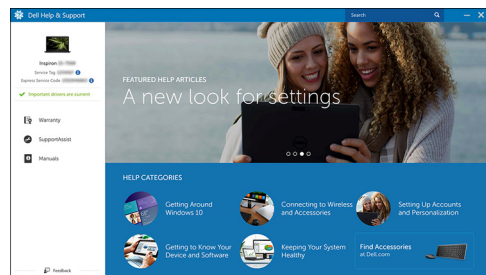 Dell Help & Support
Search
Inspiron
Service Tag
Express Service Code
Important drivers are current
Warranty
SupportAssist
Manuals
Feedback
FEATURED HELP ARTICLES
A new look for settings
HELP CATEGORIES
Getting Around
Windows 10
Connecting to Wireless
and Accessories
Setting Up Accounts
and Personalization
Getting to Know Your
Device and Software
Keeping Your System
Healthy
Find Accessories
at Dell.com